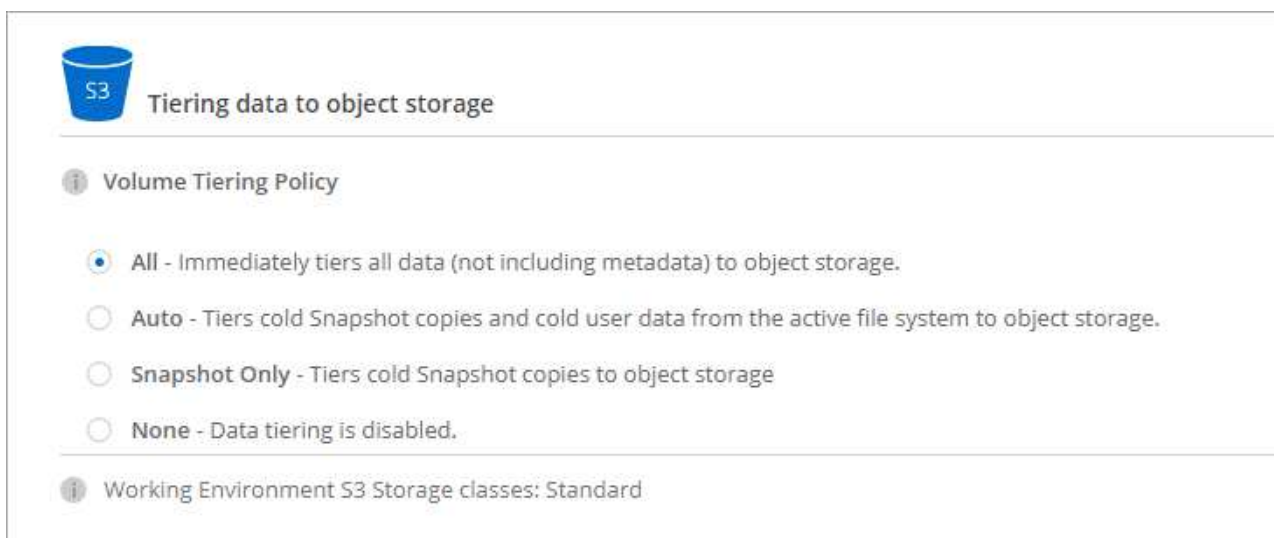 S3
Tiering data to object storage
Volume Tiering Policy
All - Immediately tiers all data (not including metadata) to object storage.
Auto - Tiers cold Snapshot copies and cold user data from the active file system to object storage.
Snapshot Only - Tiers cold Snapshot copies to object storage
None - Data tiering is disabled.
Working Environment S3 Storage classes: Standard